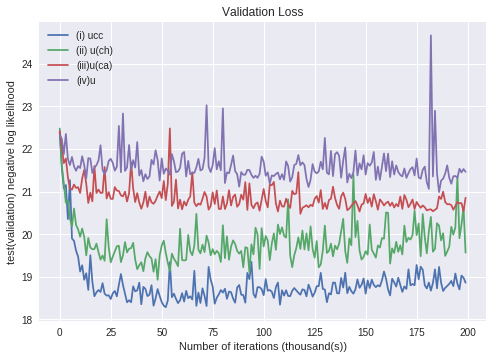 Validation Loss
(i) ucc
(ii) u(ch)
(iii)u(ca)
(iv)u
test(validation) negative log likelihood
24
23
22
21
20
19
18
0
25
50
75
100
125
150
175
200
Number of iterations (thousand(s))